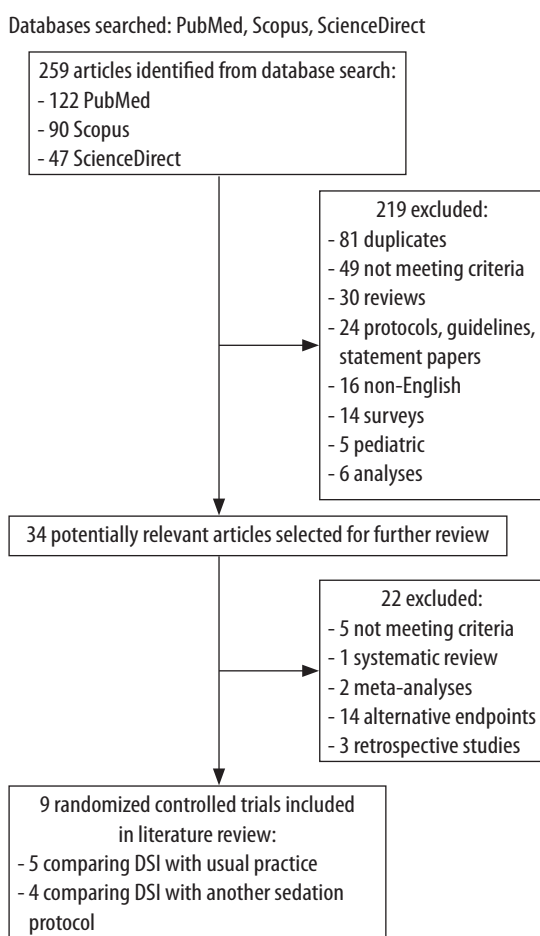 Databases searched: PubMed, Scopus, ScienceDirect
259 articles identified from database search:
- 122 PubMed
- 90 Scopus
- 47 ScienceDirect
219 excluded:
- 81 duplicates
- 49 not meeting criteria
- 30 reviews
- 24 protocols, guidelines,
statement papers
- 16 non-English
- 14 surveys
- 5 pediatric
- 6 analyses
34 potentially relevant articles selected for further review
22 excluded:
- 5 not meeting criteria
- 1 systematic review
- 2 meta-analyses
- 14 alternative endpoints
- 3 retrospective studies
9 randomized controlled trials included
in literature review:
- 5 comparing DSI with usual practice
- 4 comparing DSI with another sedation
protocol